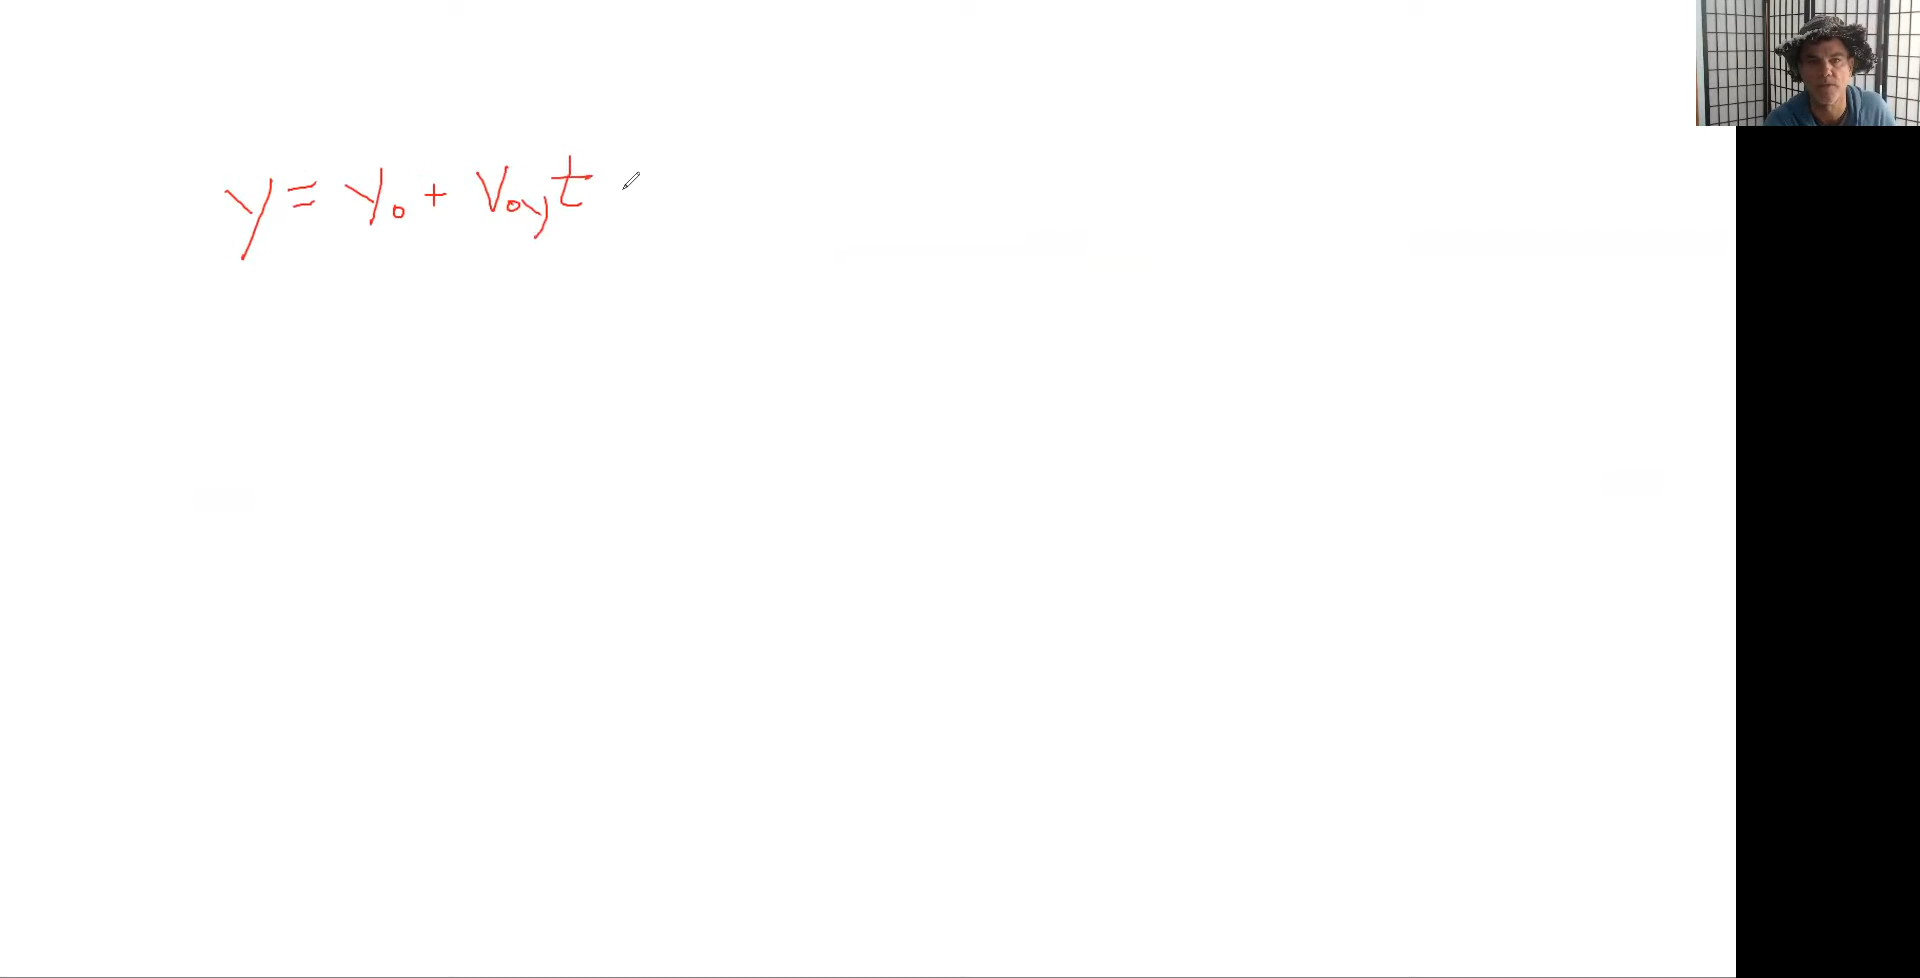 y = y₀ + v₀yt